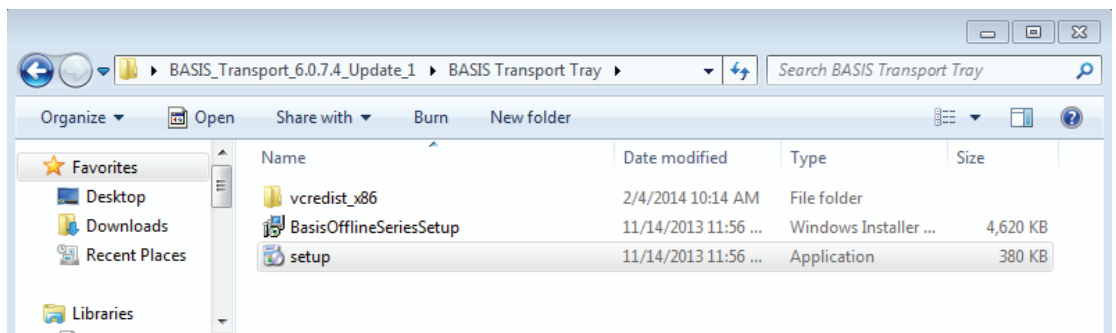 BASIS_Transport_6.0.7.4_Update_1 BASIS Transport Tray Search BASIS Transport Tray
Organize Open Share with Burn New folder
Favorites
Desktop
Downloads
Recent Places
Libraries
Name Date modified Type Size
vcredist_x86 2/4/2014 10:14 AM File folder
BasisOfflineSeriesSetup 11/14/2013 11:56 ... Windows Installer ... 4,620 KB
setup 11/14/2013 11:56 ... Application 380 KB